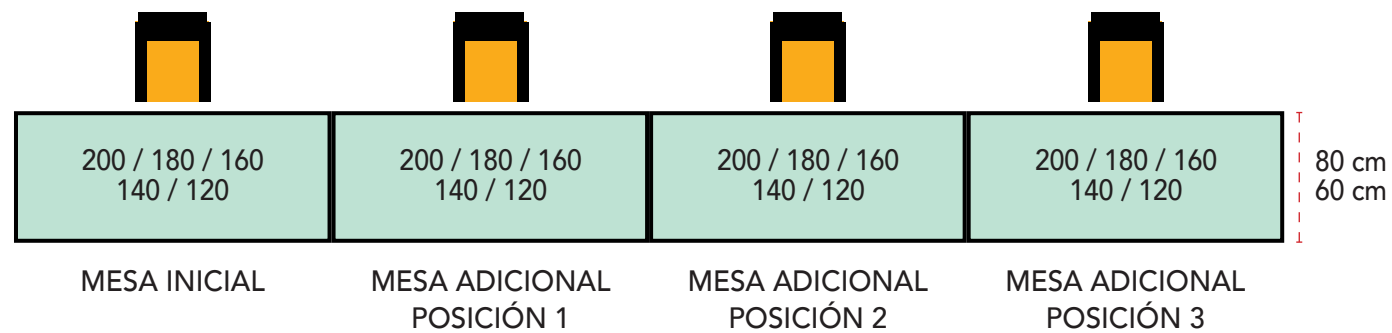 200 / 180 / 160
140 / 120
200 / 180 / 160
140 / 120
200 / 180 / 160
140 / 120
200 / 180 / 160
140 / 120
80 cm
60 cm
MESA INICIAL
MESA ADICIONAL
POSICIÓN 1
MESA ADICIONAL
POSICIÓN 2
MESA ADICIONAL
POSICIÓN 3